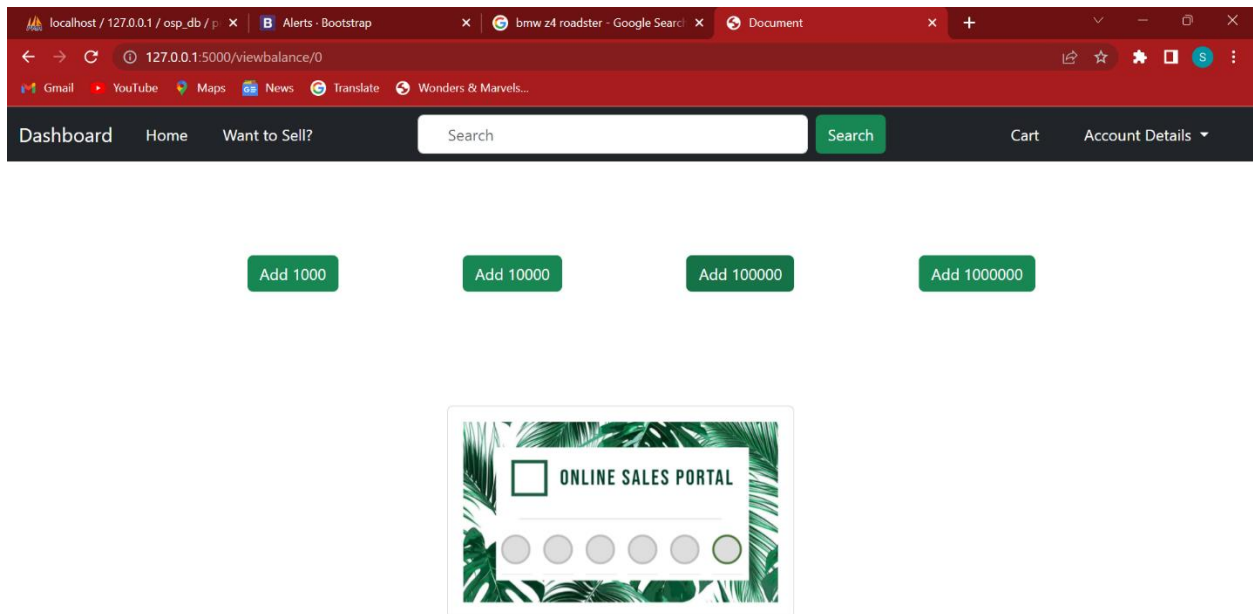 localhost / 127.0.0.1 / osp_db / p
B Alerts · Bootstrap
bmw z4 roadster - Google Search
Document
127.0.0.1:5000/viewbalance/0
S
Gmail YouTube Maps GE News Translate Wonders & Marvels...
Dashboard Home Want to Sell? Search Search Cart Account Details
Add 1000 Add 10000 Add 100000 Add 1000000
ONLINE SALES PORTAL